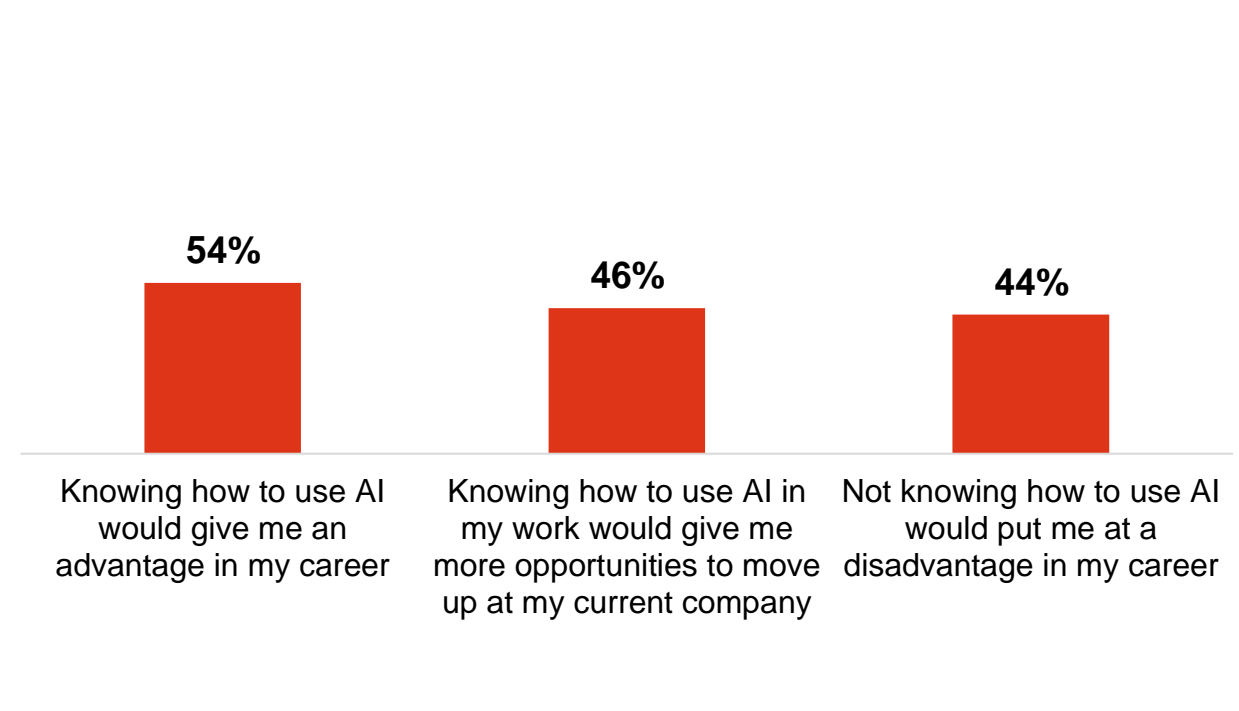 54%
46%
44%
Knowing how to use AI
would give me an
advantage in my career
Knowing how to use AI in
my work would give me
more opportunities to move
up at my current company
Not knowing how to use AI
would put me at a
disadvantage in my career